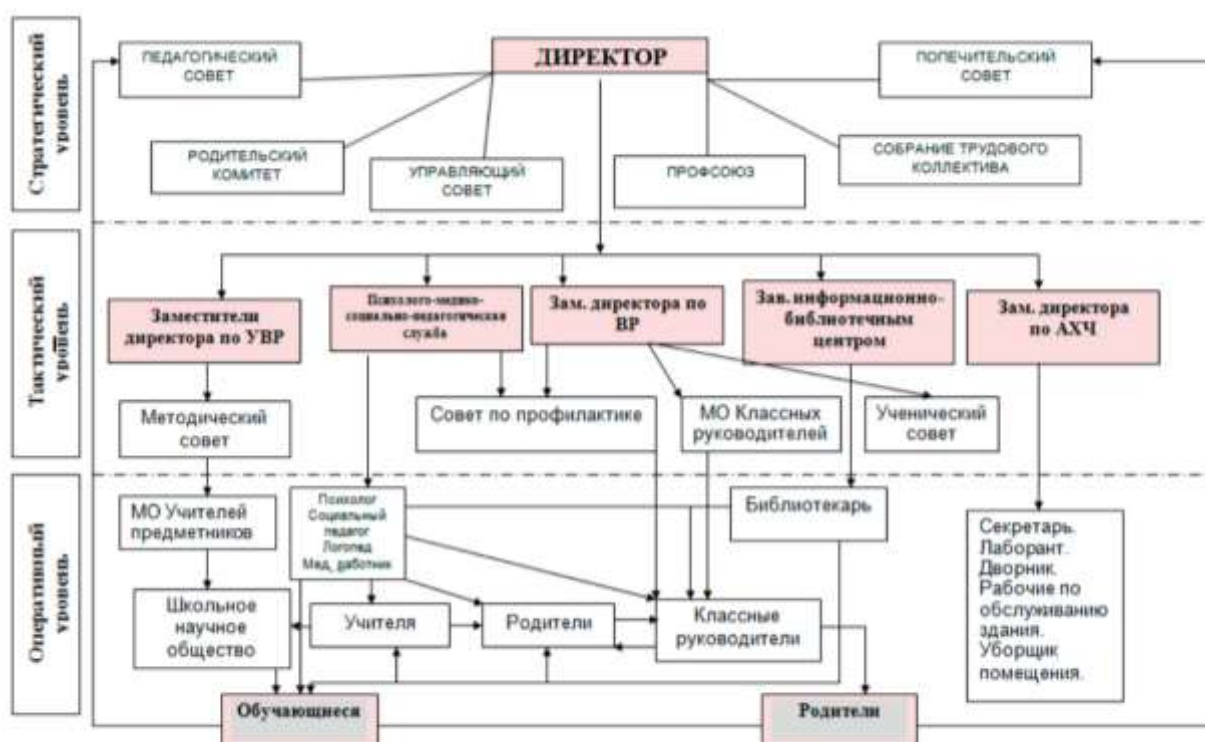 Стратегический
уровень
ПЕДАГОГИЧЕСКИЙ
СОВЕТ
ДИРЕКТОР
ПОПЕЧИТЕЛЬСКИЙ
СОВЕТ
РОДИТЕЛЬСКИЙ
КОМИТЕТ
УПРАВЛЯЮЩИЙ
СОВЕТ
ПРОФСОЮЗ
СОБРАНИЕ ТРУДОВОГО
КОЛЛЕКТИВА
Тактический
уровень
Заместители
директора по УВР
Психолого-медико-
социально-педагогическая
служба
Зам. директора по
ВР
Зав. информационно-
библиотечным
центром
Зам. директора
по АХЧ
Методический
совет
Совет по профилактике
МО Классных
руководителей
Ученический
совет
Оперативный
уровень
МО Учителей
предметников
Психолог
Социальный
педагог
Логопед
Мед. работник
Библиотекарь
Секретарь.
Лаборант.
Дворник.
Рабочие по
обслуживанию
здания.
Уборщик
помещения.
Школьное
научное
общество
Учителя
Родители
Классные
руководители
Обучающиеся
Родители